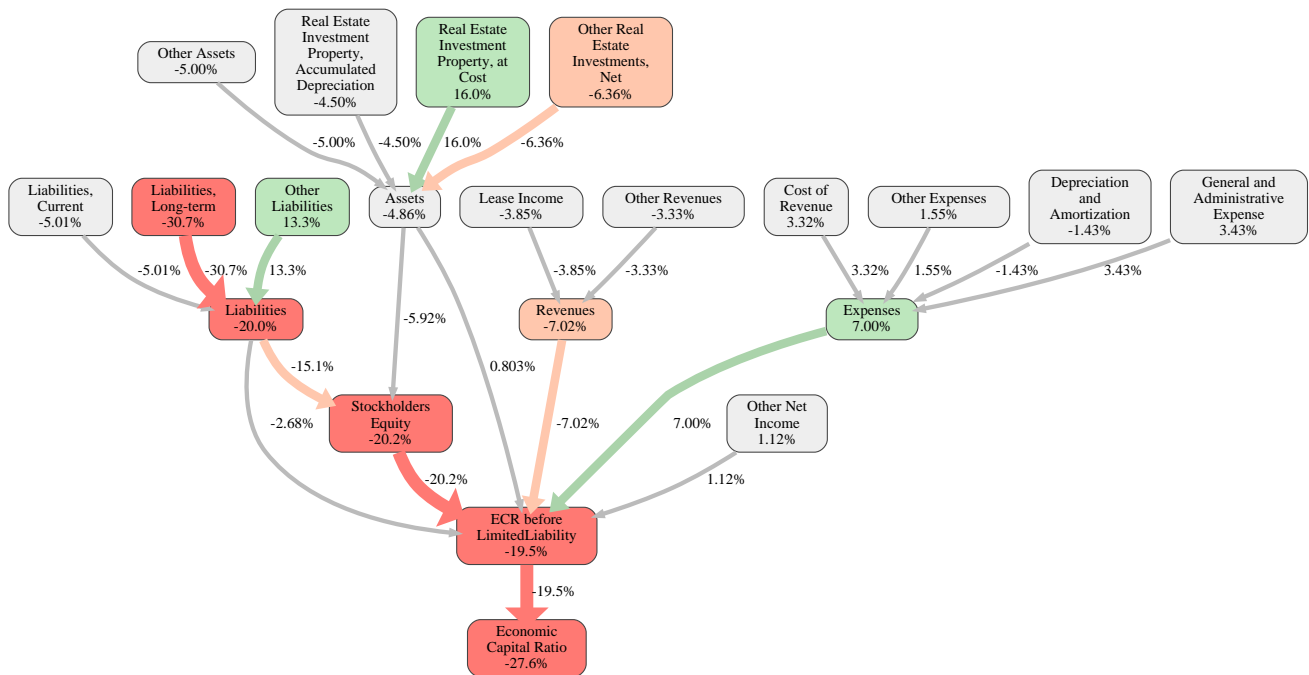 Other Assets
-5.00%
Real Estate
Investment
Property,
Accumulated
Depreciation
-4.50%
Real Estate
Investment
Property, at
Cost
16.0%
Other Real
Estate
Investments,
Net
-6.36%
-5.00%
-4.50%
16.0%
-6.36%
Liabilities,
Current
-5.01%
Liabilities,
Long-term
-30.7%
Other
Liabilities
13.3%
Assets
-4.86%
Lease Income
-3.85%
Other Revenues
-3.33%
Cost of
Revenue
3.32%
Other Expenses
1.55%
Depreciation
and
Amortization
-1.43%
General and
Administrative
Expense
3.43%
-5.01%
-30.7%
13.3%
-3.85%
-3.33%
3.32%
1.55%
-1.43%
3.43%
Liabilities
-20.0%
Revenues
-7.02%
Expenses
7.00%
-5.92%
-15.1%
0.803%
Stockholders
Equity
-20.2%
Other Net
Income
1.12%
-2.68%
-7.02%
7.00%
-20.2%
1.12%
ECR before
LimitedLiability
-19.5%
-19.5%
Economic
Capital Ratio
-27.6%